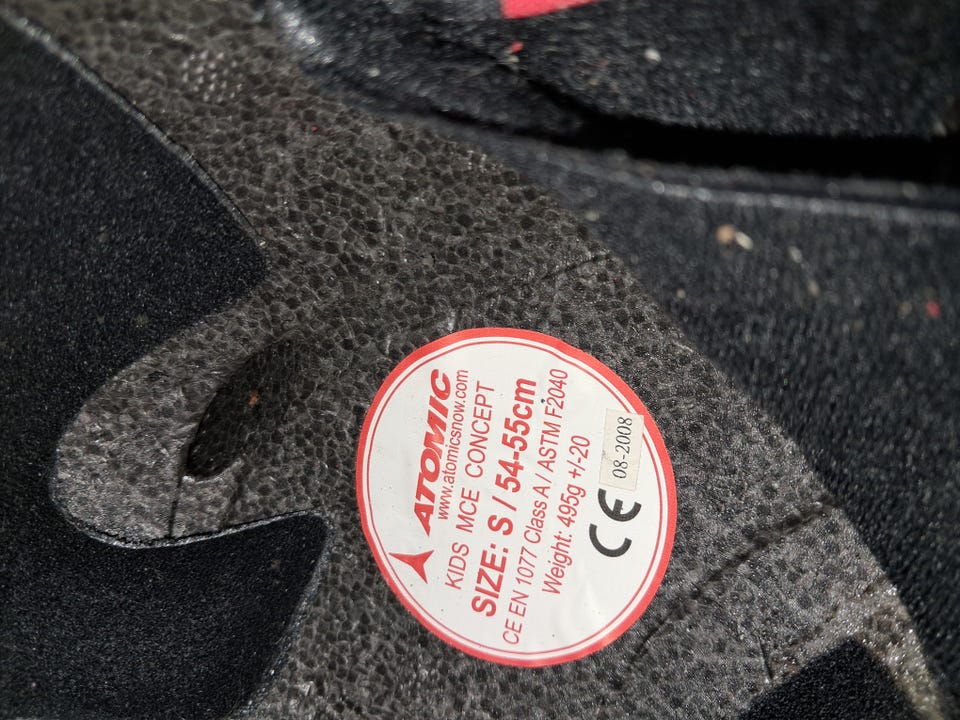 ATOMIC
www.atomicsnow.com
KIDS MCE CONCEPT
SIZE: S / 54-55cm
CE EN 1077 Class A / ASTM F2040
Weight: 495g +/-20
CE 08-2008